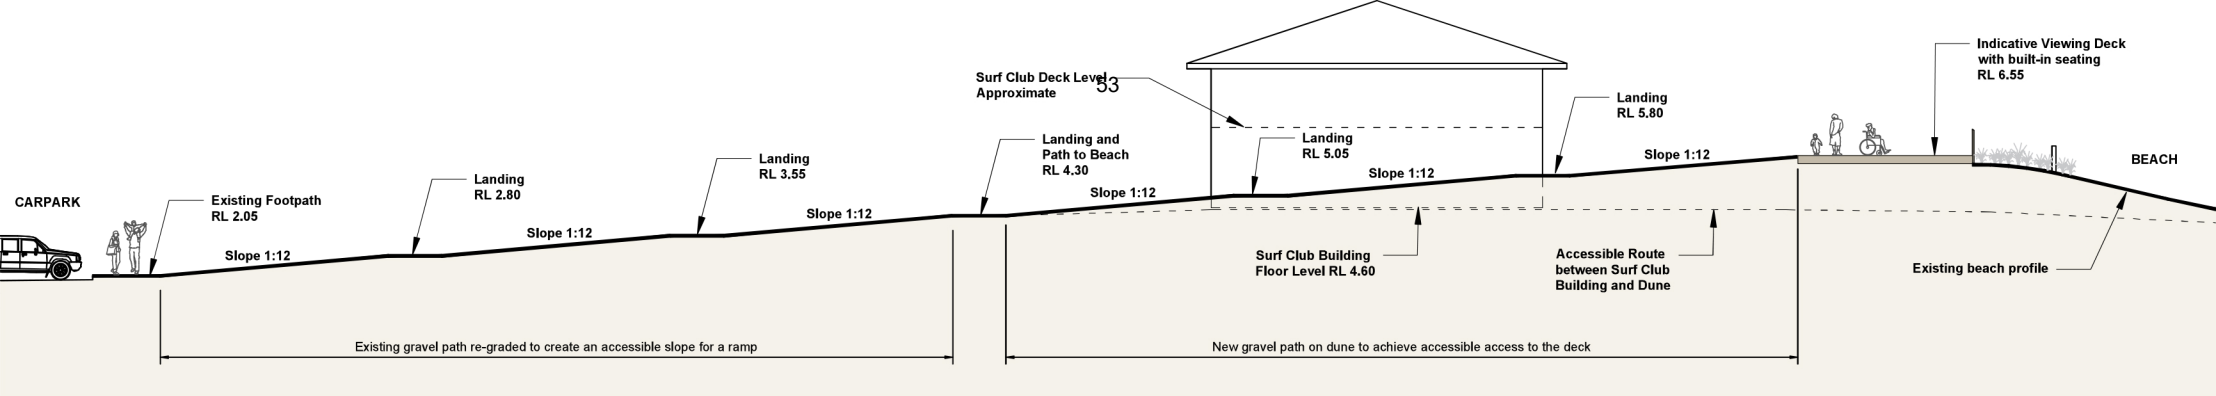 CARPARK
Existing Footpath
RL 2.05
Slope 1:12
Landing
RL 2.80
Slope 1:12
Landing
RL 3.55
Slope 1:12
Surf Club Deck Level
Approximate
53
Landing and
Path to Beach
RL 4.30
Slope 1:12
Landing
RL 5.05
Slope 1:12
Landing
RL 5.80
Slope 1:12
Indicative Viewing Deck
with built-in seating
RL 6.55
BEACH
Surf Club Building
Floor Level RL 4.60
Accessible Route
between Surf Club
Building and Dune
Existing beach profile
Existing gravel path re-graded to create an accessible slope for a ramp
New gravel path on dune to achieve accessible access to the deck